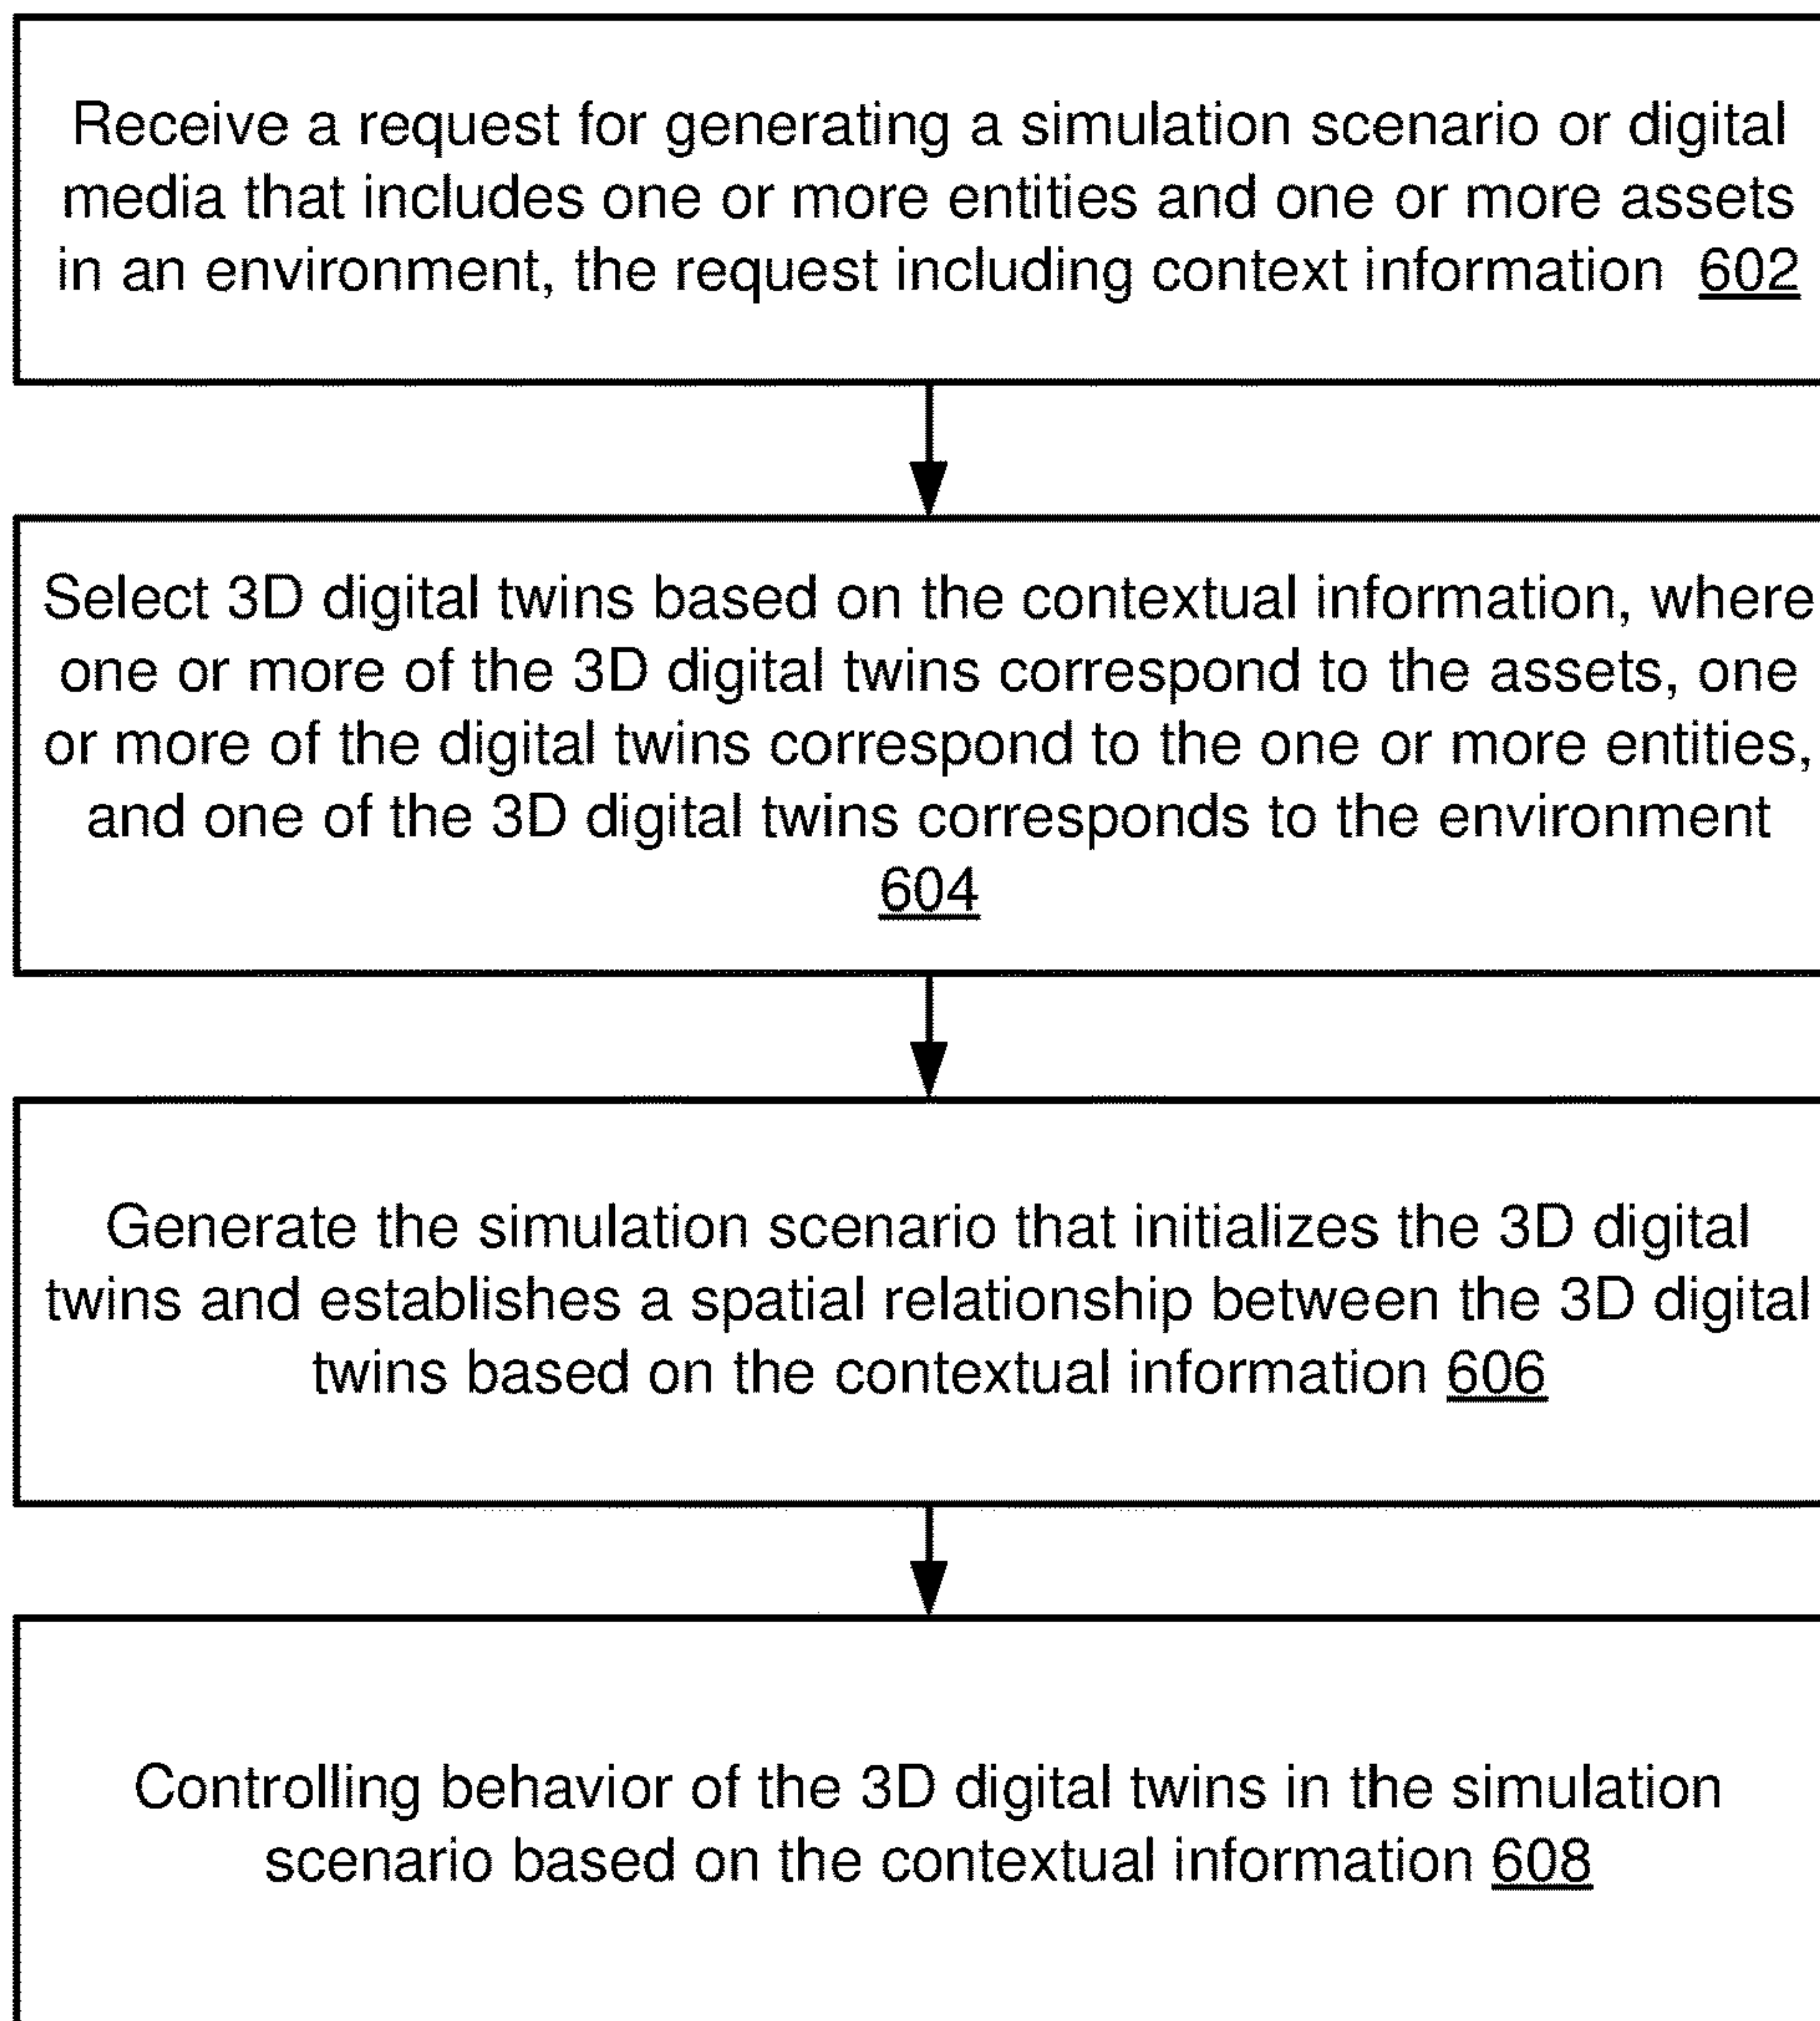 Receive a request for generating a simulation scenario or digital
media that includes one or more entities and one or more assets
in an environment, the request including context information 602
Select 3D digital twins based on the contextual information, where
one or more of the 3D digital twins correspond to the assets, one
or more of the digital twins correspond to the one or more entities,
and one of the 3D digital twins corresponds to the environment
604
Generate the simulation scenario that initializes the 3D digital
twins and establishes a spatial relationship between the 3D digital
twins based on the contextual information 606
Controlling behavior of the 3D digital twins in the simulation
scenario based on the contextual information 608